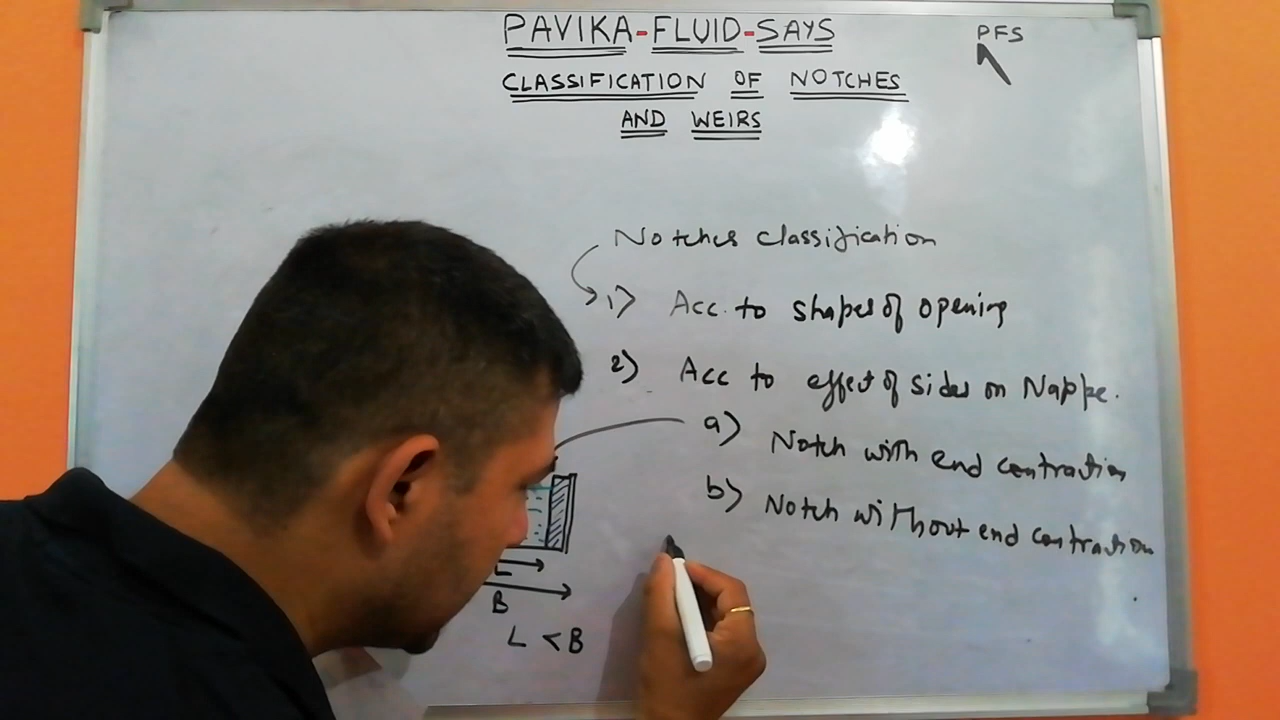 PAVIKA-FLUID-SAYS
PFS
CLASSIFICATION OF NOTCHES
AND WEIRS
Notches classification
1) Acc. to shapes of opening
2) Acc to effect of sides on Nappe.
a) Notch with end contraction
b) Notch without end contraction
L
B
L < B